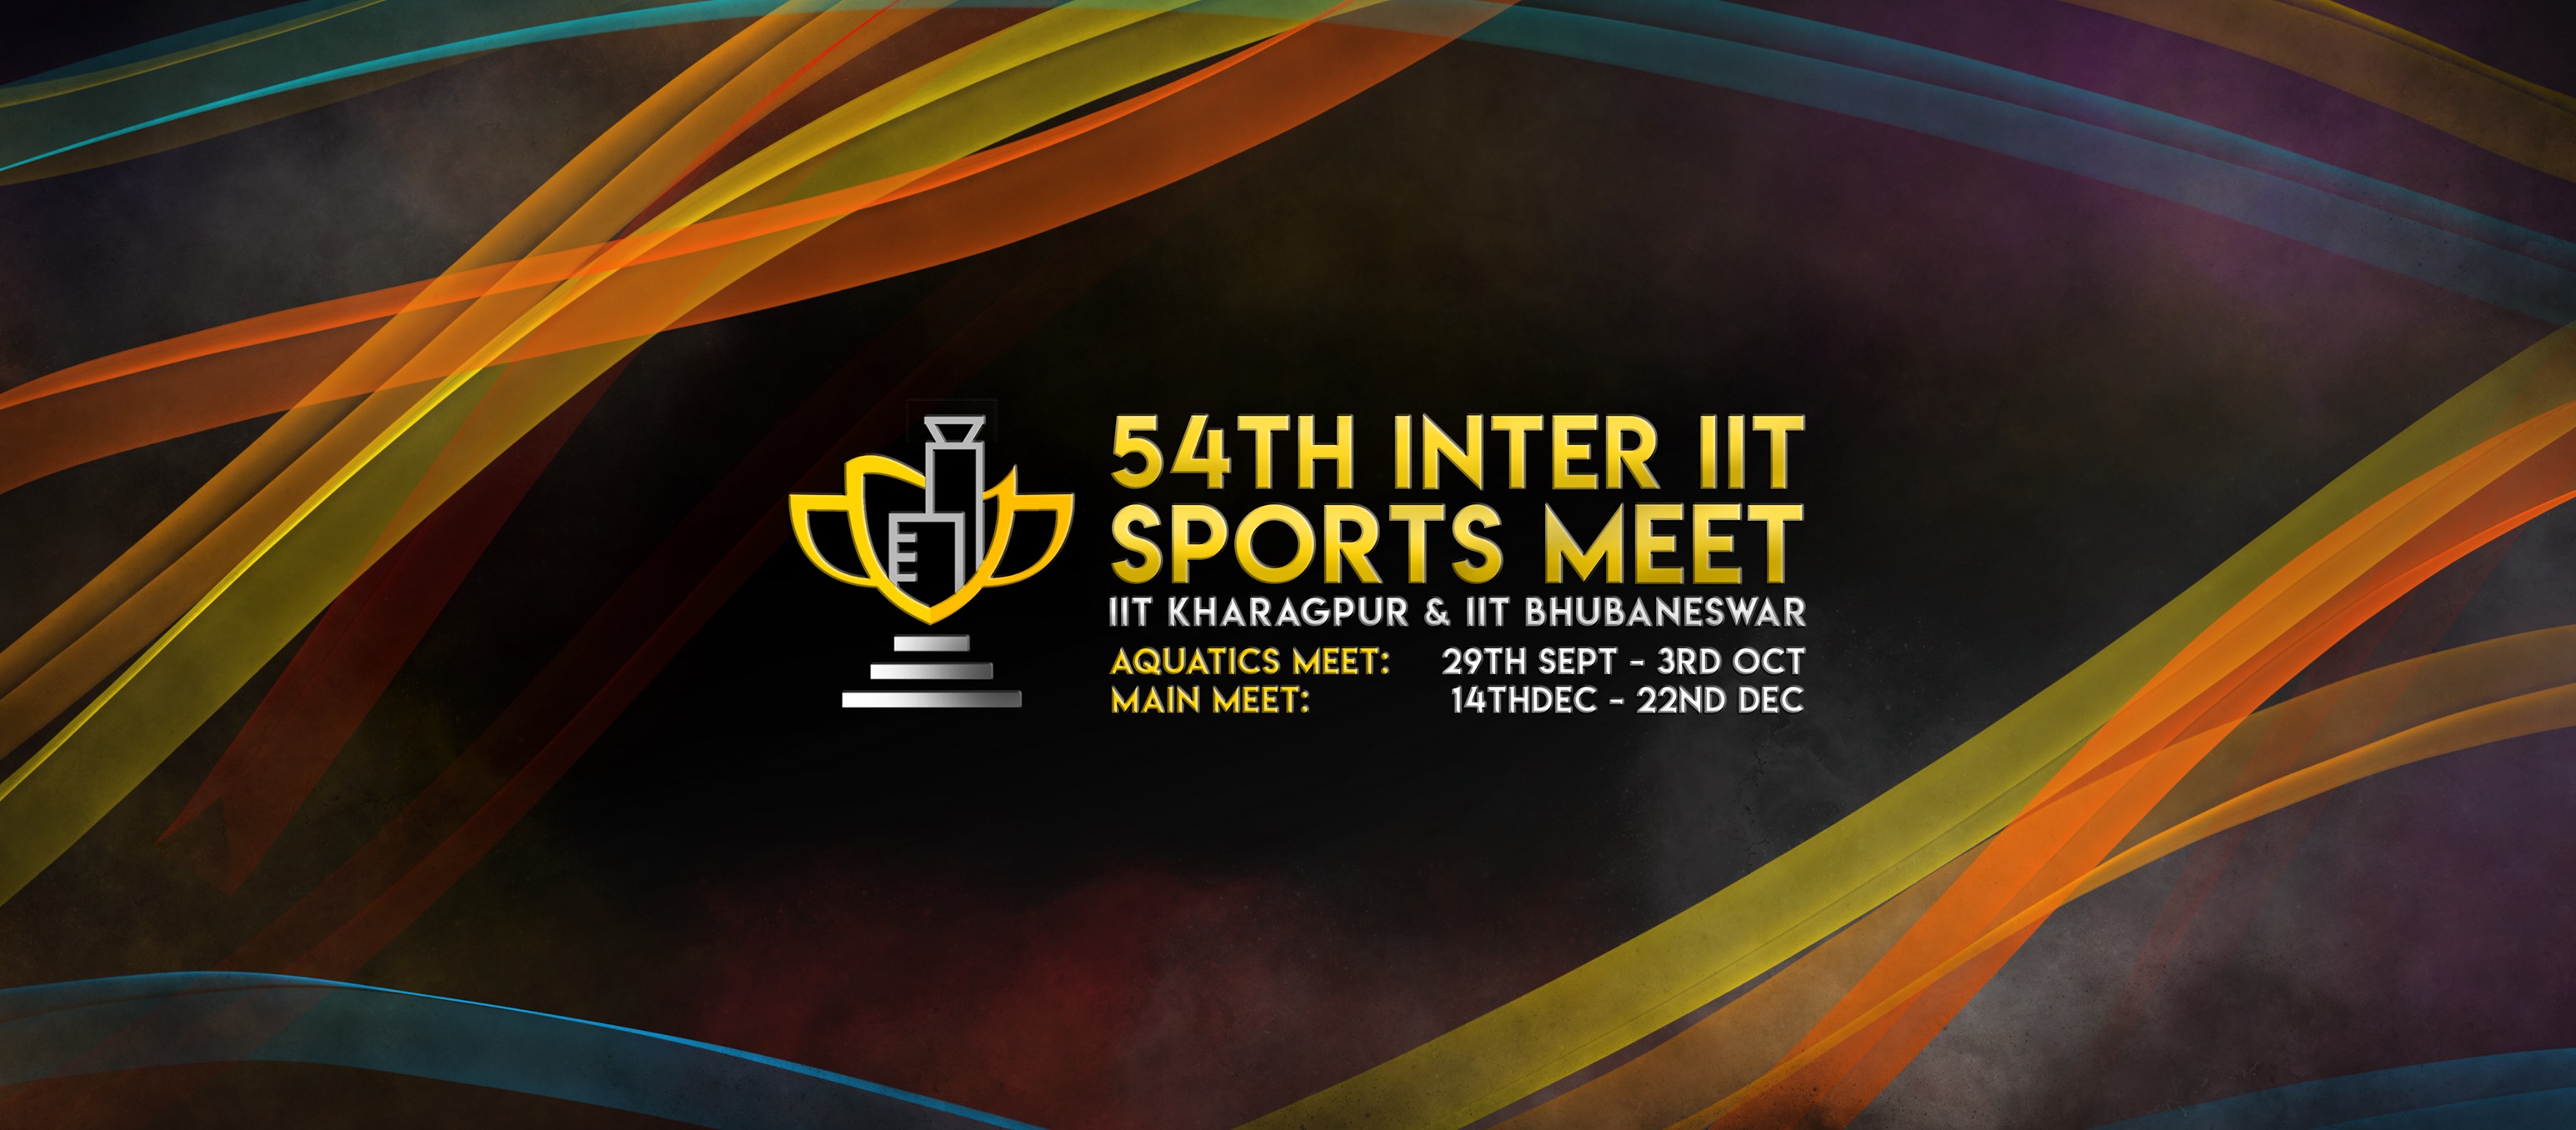 54TH INTER IIT
SPORTS MEET
IIT KHARAGPUR & IIT BHUBANESWAR
AQUATICS MEET: 29TH SEPT - 3RD OCT
MAIN MEET: 14THDEC - 22ND DEC